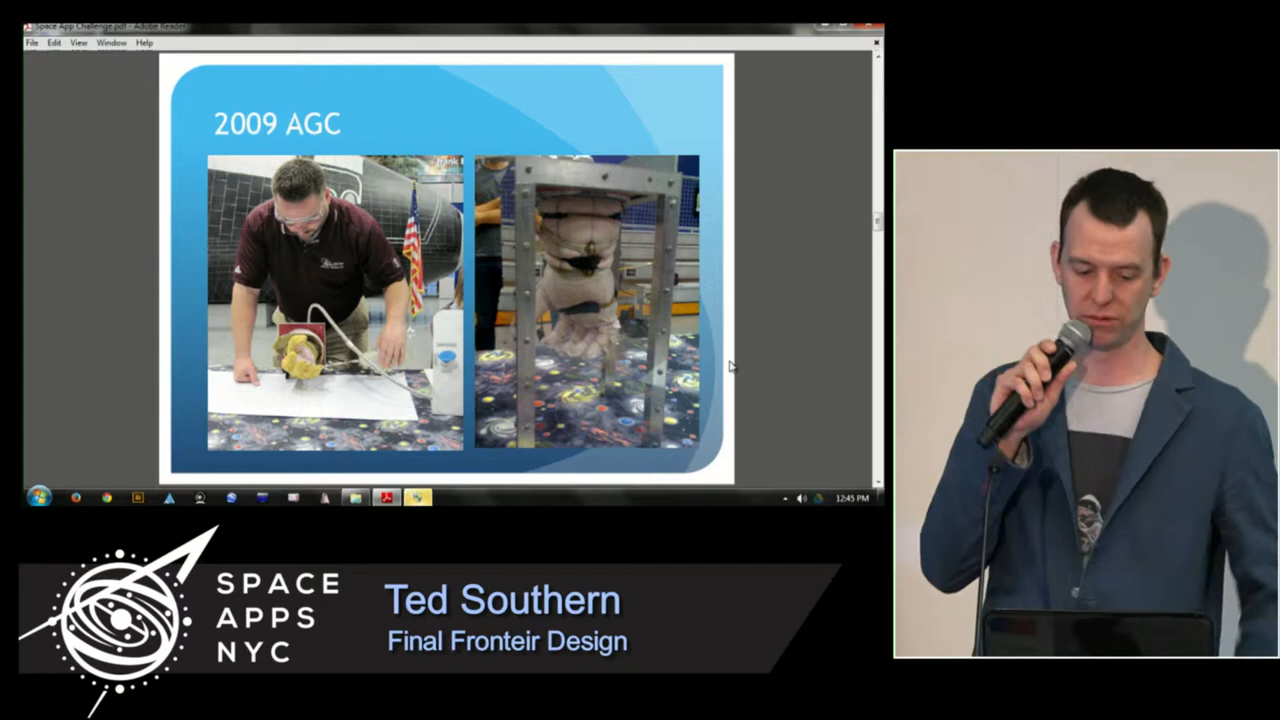 Space App Challenge.pdf - Adobe Reader
File Edit View Window Help
2009 AGC
12:45 PM
SPACE
APPS
NYC
Ted Southern
Final Fronteir Design